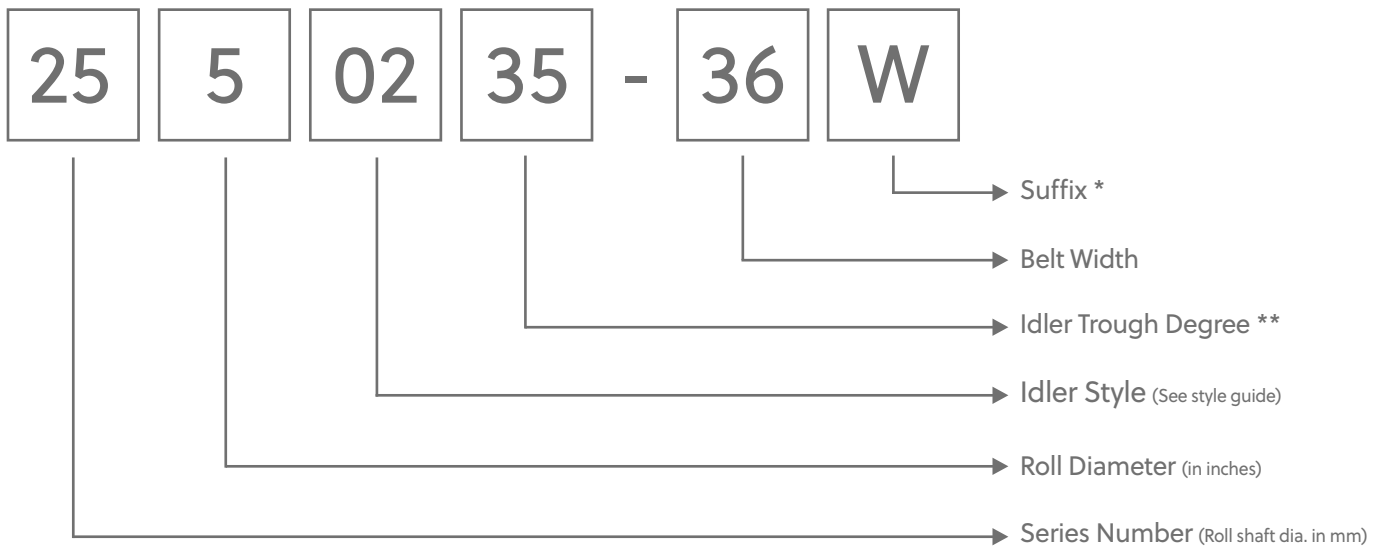 25 5 02 35 - 36 W
Suffix *
Belt Width
Idler Trough Degree **
Idler Style (See style guide)
Roll Diameter (in inches)
Series Number (Roll shaft dia. in mm)